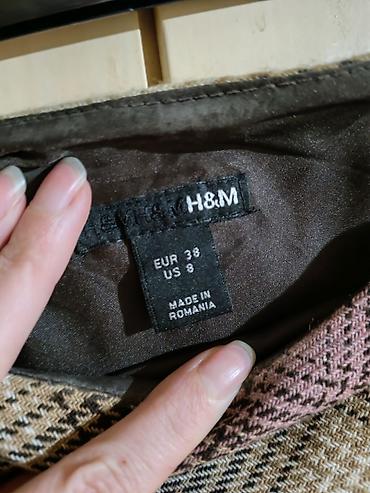 H&M
EUR 38
US 8
MADE IN
ROMANIA